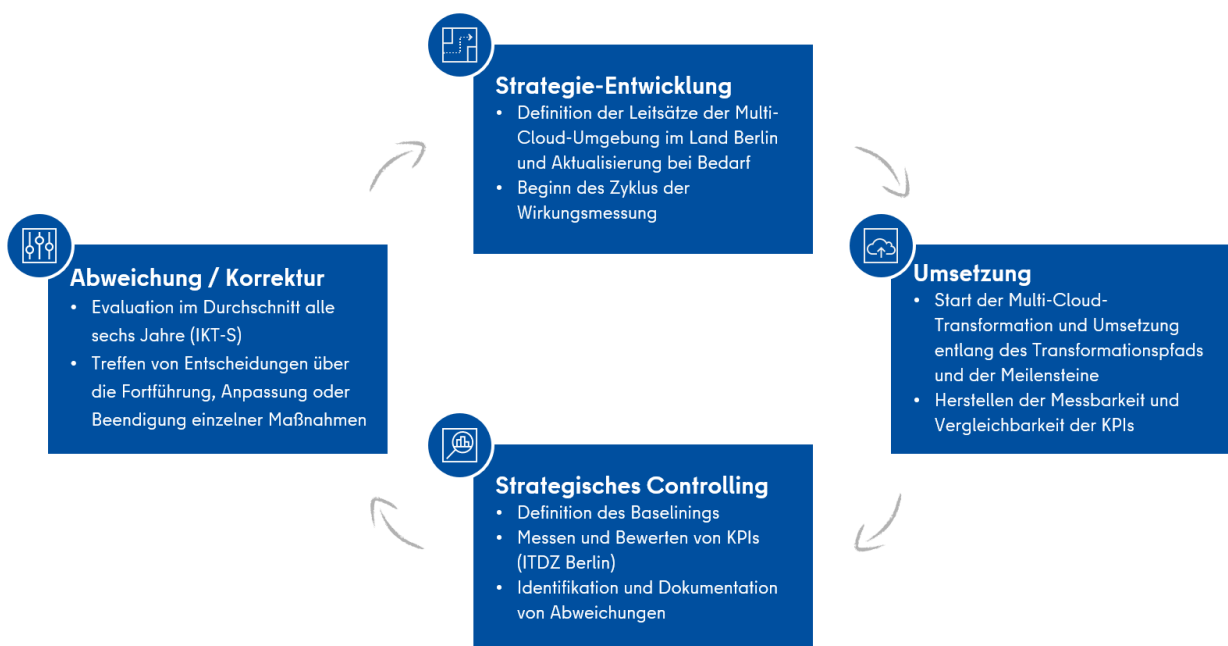 Strategie-Entwicklung
• Definition der Leitsätze der Multi-
Cloud-Umgebung im Land Berlin
und Aktualisierung bei Bedarf
• Beginn des Zyklus der
Wirkungsmessung
Abweichung / Korrektur
• Evaluation im Durchschnitt alle
sechs Jahre (IKT-S)
• Treffen von Entscheidungen über
die Fortführung, Anpassung oder
Beendigung einzelner Maßnahmen
Umsetzung
• Start der Multi-Cloud-
Transformation und Umsetzung
entlang des Transformationspfads
und der Meilensteine
• Herstellen der Messbarkeit und
Vergleichbarkeit der KPIs
Strategisches Controlling
• Definition des Baselinings
• Messen und Bewerten von KPIs
(ITDZ Berlin)
• Identifikation und Dokumentation
von Abweichungen